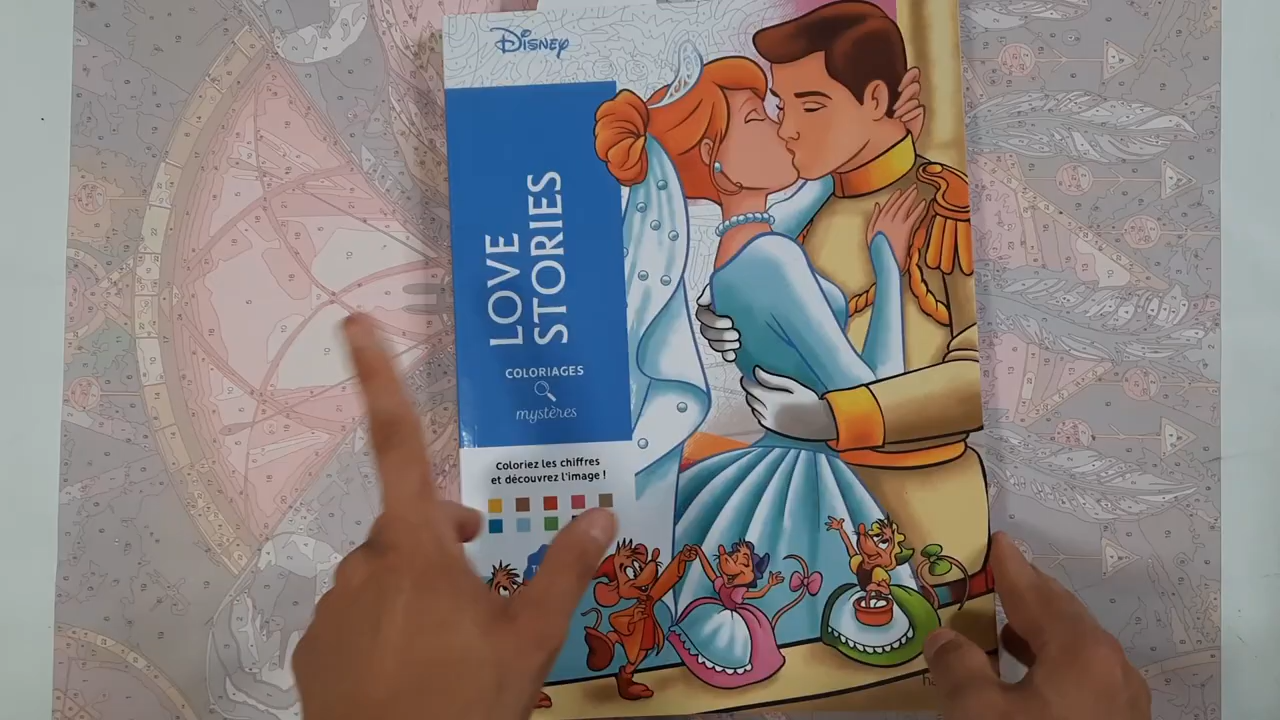 Disney
LOVE
STORIES
COLORIAGES
mystères
Coloriez les chiffres
et découvrez l'image !